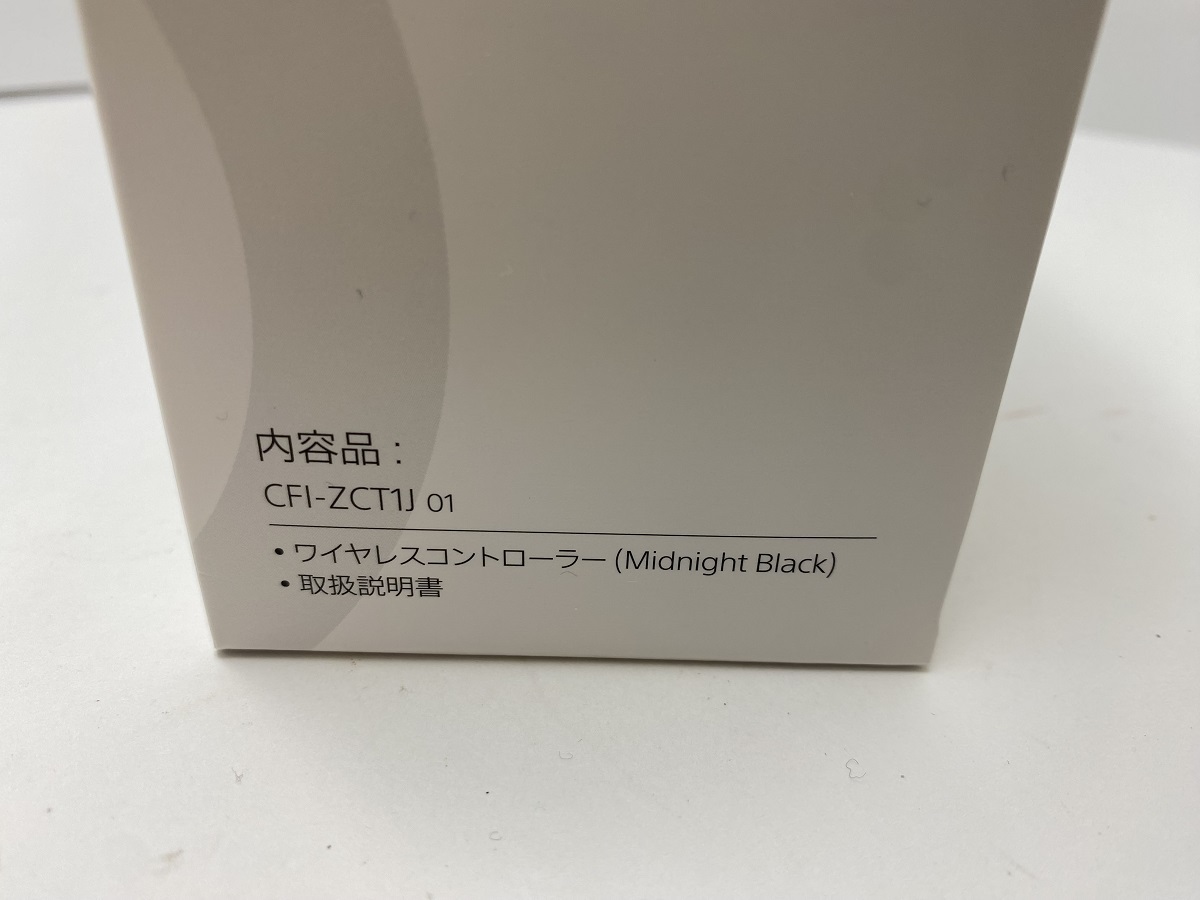 内容品 :
CFI-ZCT1J 01
• ワイヤレスコントローラー (Midnight Black)
• 取扱説明書